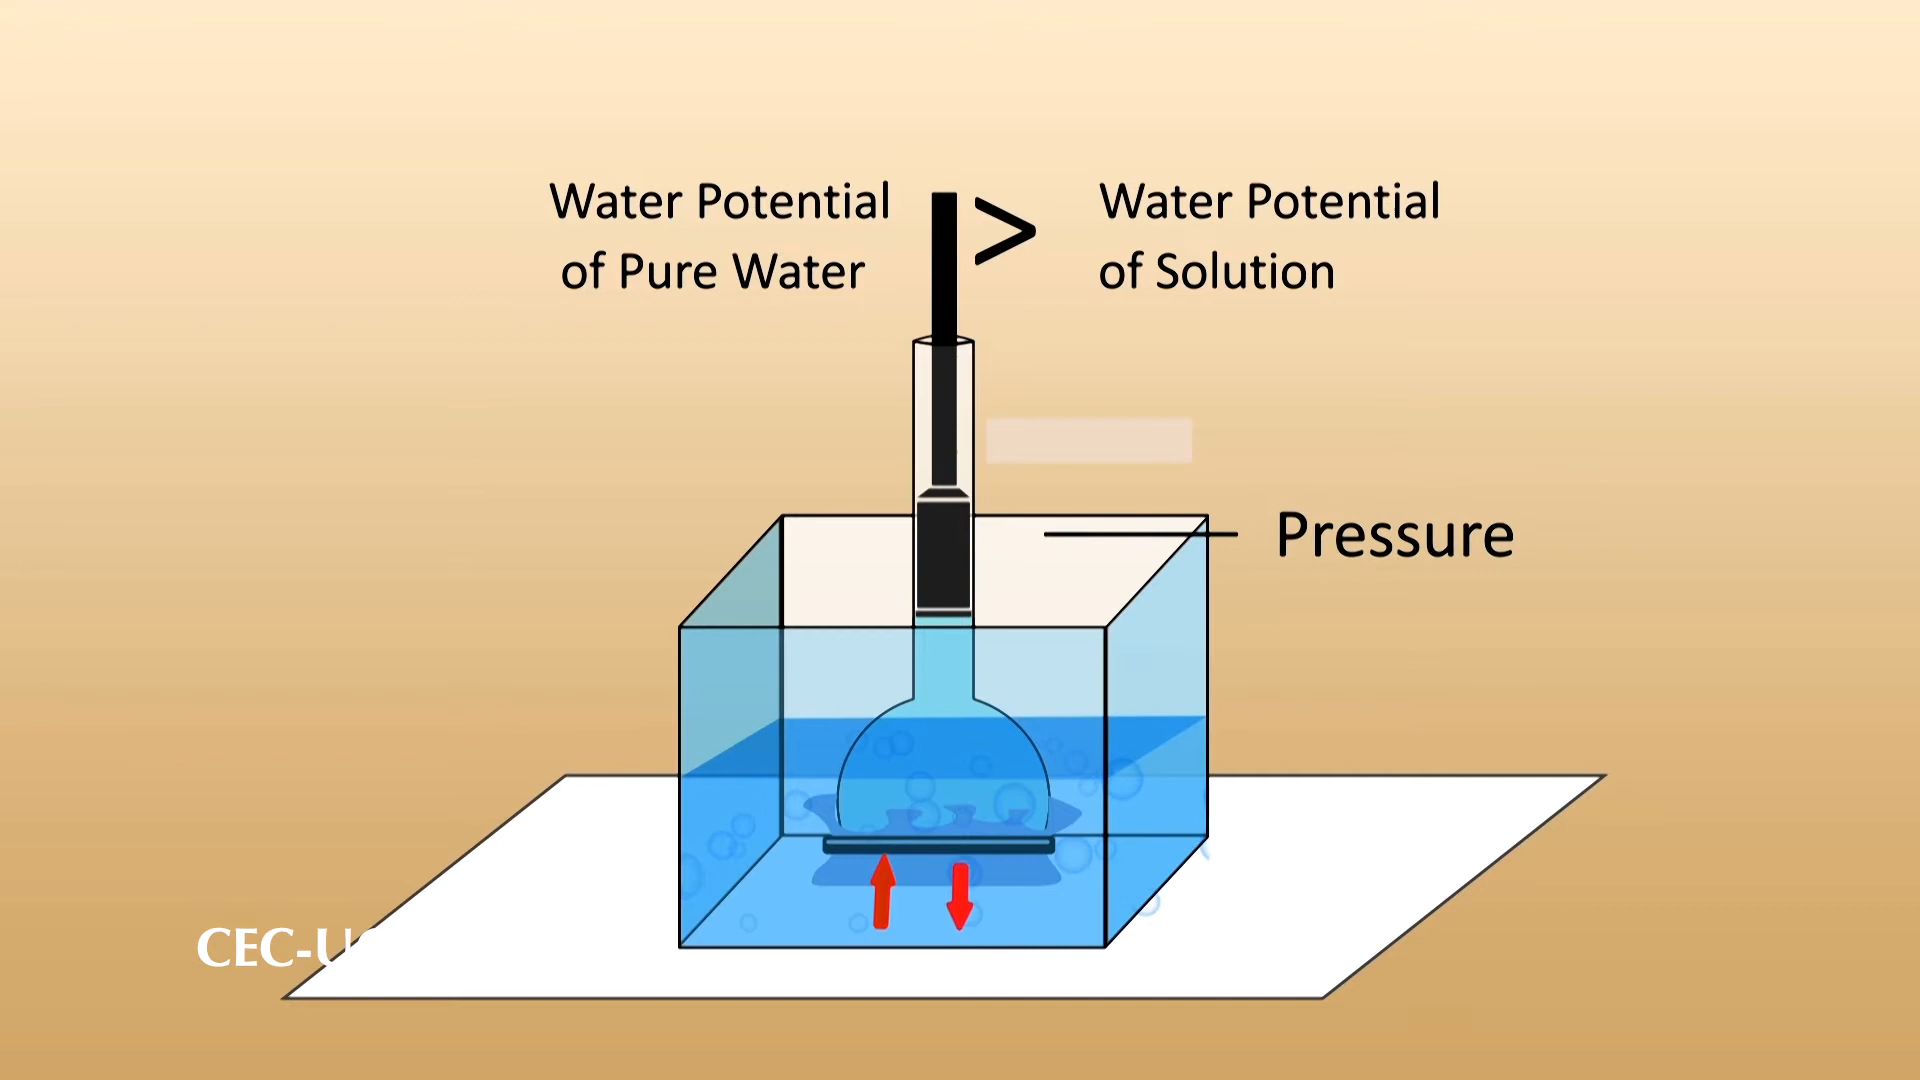 Water Potential
of Pure Water
>
Water Potential
of Solution
Pressure
CEC-U